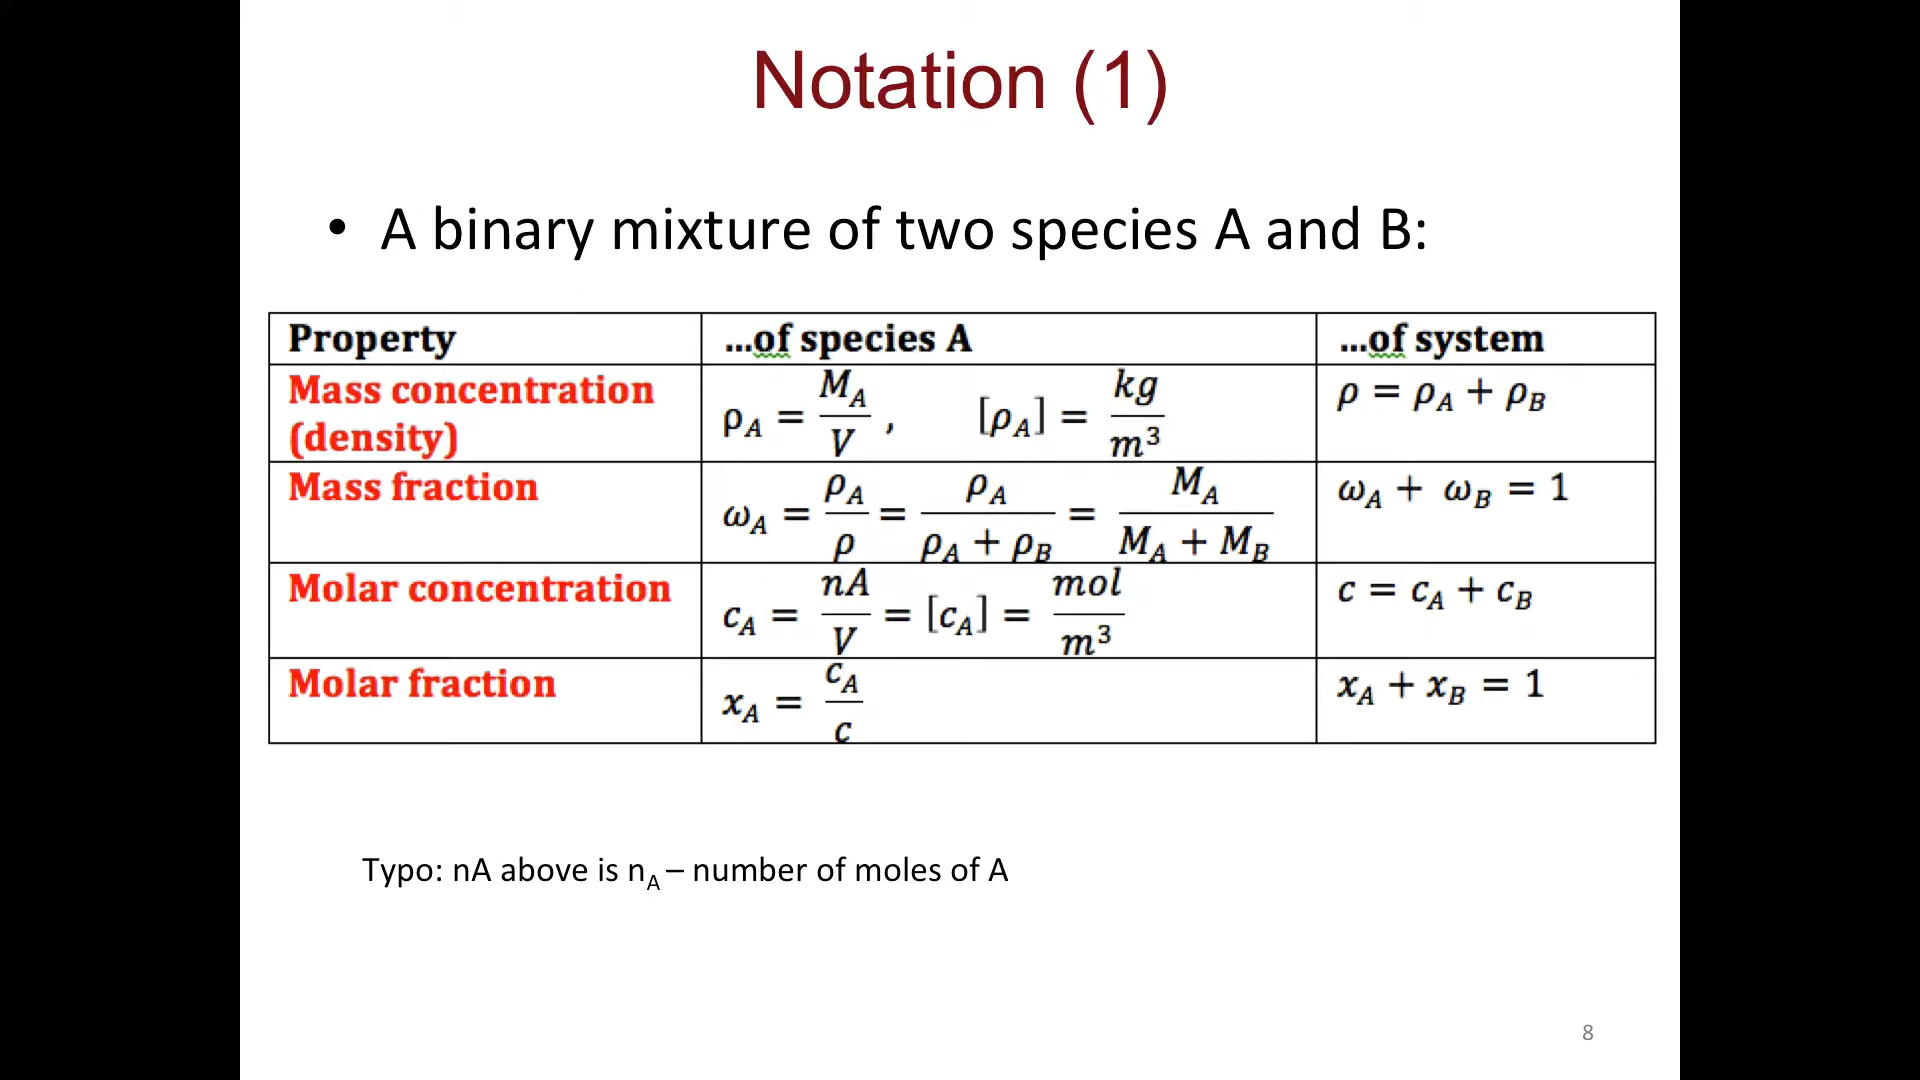 Notation (1)
• A binary mixture of two species A and B:
Property ...of species A ...of system
Mass concentration (density) ρ_A = M_A/V , [ρ_A] = kg/m³ ρ = ρ_A + ρ_B
Mass fraction ω_A = ρ_A/ρ = ρ_A/(ρ_A + ρ_B) = M_A/(M_A + M_B) ω_A + ω_B = 1
Molar concentration c_A = nA/V = [c_A] = mol/m³ c = c_A + c_B
Molar fraction x_A = c_A/c x_A + x_B = 1
Typo: nA above is n_A – number of moles of A
8